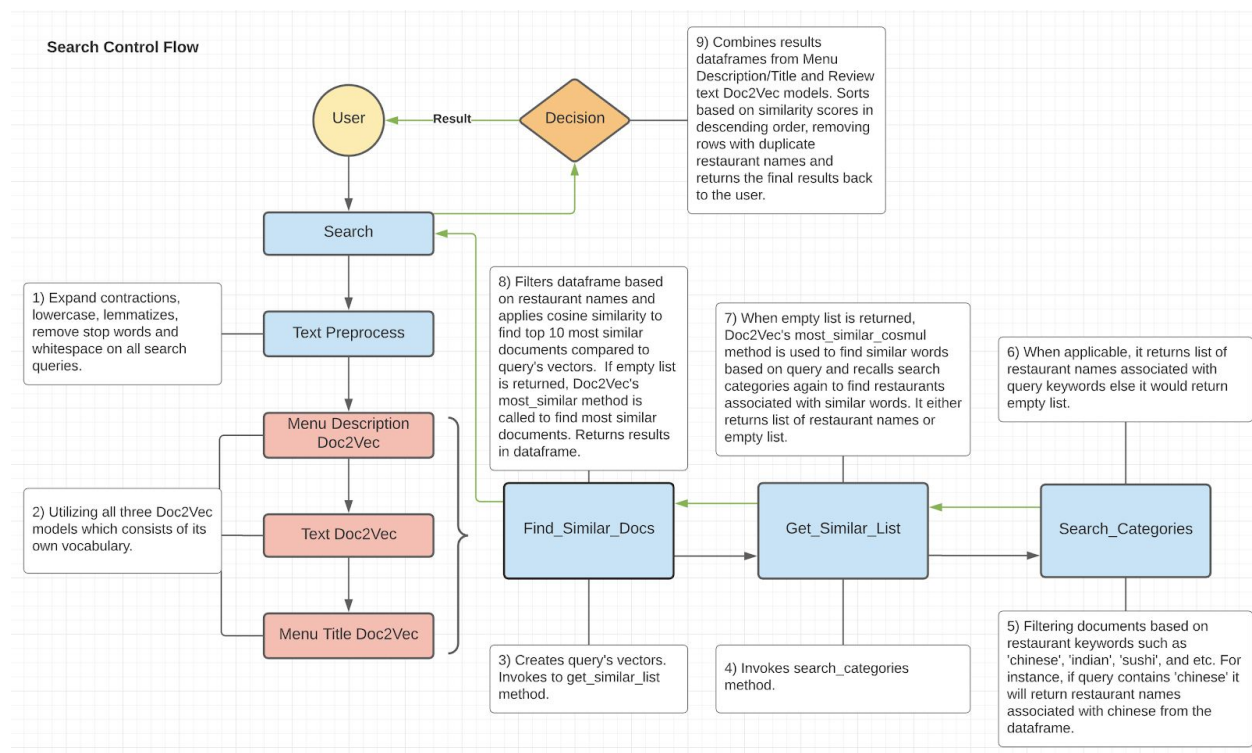 Search Control Flow
User
Result
Decision
9) Combines results
dataframes from Menu
Description/Title and Review
text Doc2Vec models. Sorts
based on similarity scores in
descending order, removing
rows with duplicate
restaurant names and
returns the final results back
to the user.
Search
1) Expand contractions,
lowercase, lemmatizes,
remove stop words and
whitespace on all search
queries.
Text Preprocess
8) Filters dataframe based
on restaurant names and
applies cosine similarity to
find top 10 most similar
documents compared to
query's vectors.  If empty list
is returned, Doc2Vec's
most_similar method is
called to find most similar
documents. Returns results
in dataframe.
7) When empty list is returned,
Doc2Vec's most_similar_cosmul
method is used to find similar words
based on query and recalls search
categories again to find restaurants
associated with similar words. It either
returns list of restaurant names or
empty list.
6) When applicable, it returns list of
restaurant names associated with
query keywords else it would return
empty list.
Menu Description
Doc2Vec
2) Utilizing all three Doc2Vec
models which consists of its
own vocabulary.
Text Doc2Vec
Menu Title Doc2Vec
Find_Similar_Docs
Get_Similar_List
Search_Categories
3) Creates query's vectors.
Invokes to get_similar_list
method.
4) Invokes search_categories
method.
5) Filtering documents based on
restaurant keywords such as
'chinese', 'indian', 'sushi', and etc. For
instance, if query contains 'chinese' it
will return restaurant names
associated with chinese from the
dataframe.